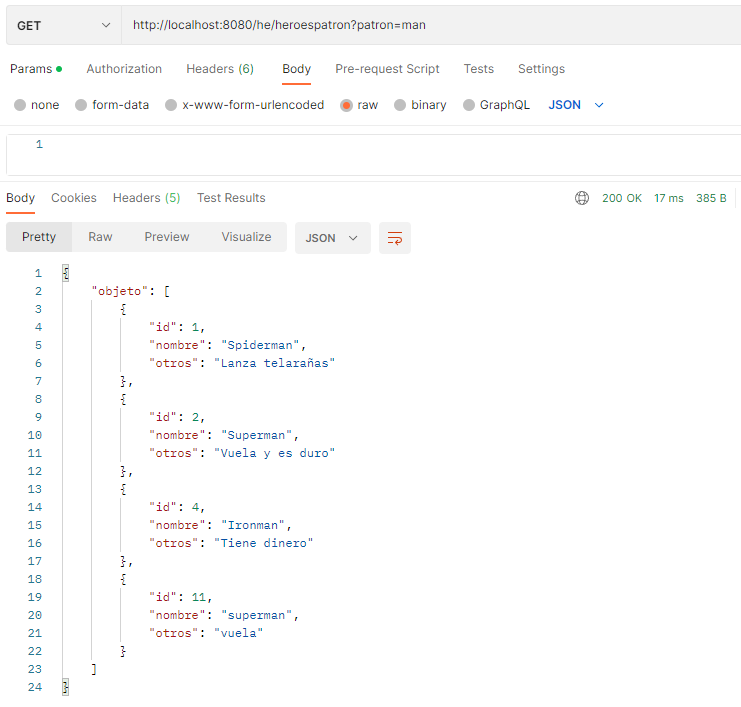 GET http://localhost:8080/he/heroespatron?patron=man
Params Authorization Headers (6) Body Pre-request Script Tests Settings
none form-data x-www-form-urlencoded raw binary GraphQL JSON
1
Body Cookies Headers (5) Test Results 200 OK 17 ms 385 B
Pretty Raw Preview Visualize JSON
1 {
2 "objeto": [
3 {
4 "id": 1,
5 "nombre": "Spiderman",
6 "otros": "Lanza telarañas"
7 },
8 {
9 "id": 2,
10 "nombre": "Superman",
11 "otros": "Vuela y es duro"
12 },
13 {
14 "id": 4,
15 "nombre": "Ironman",
16 "otros": "Tiene dinero"
17 },
18 {
19 "id": 11,
20 "nombre": "superman",
21 "otros": "vuela"
22 }
23 ]
24 }